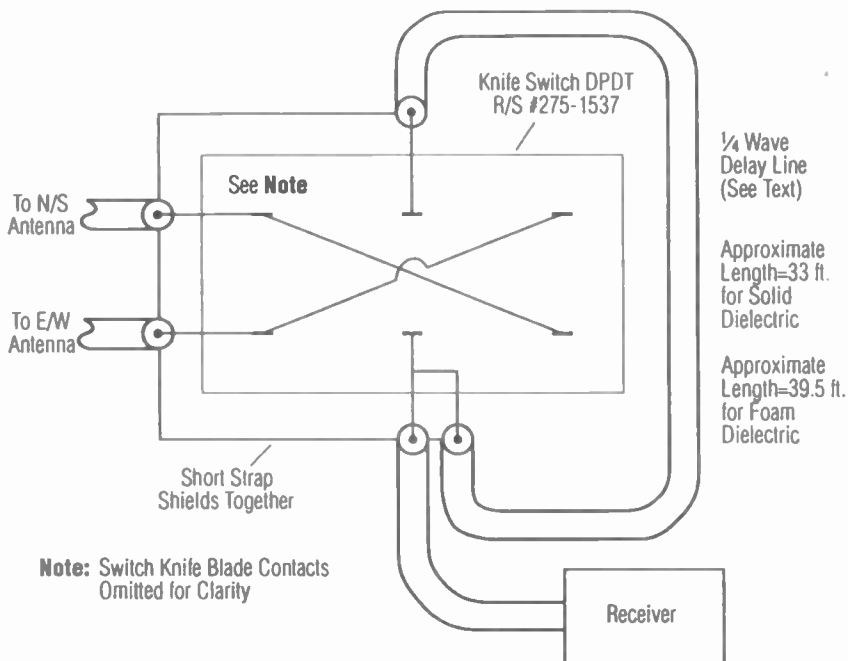 Knife Switch DPDT
R/S #275-1537
¼ Wave
Delay Line
(See Text)
See Note
To N/S
Antenna
Approximate
Length=33 ft.
for Solid
Dielectric
To E/W
Antenna
Approximate
Length=39.5 ft.
for Foam
Dielectric
Short Strap
Shields Together
Note: Switch Knife Blade Contacts
Omitted for Clarity
Receiver